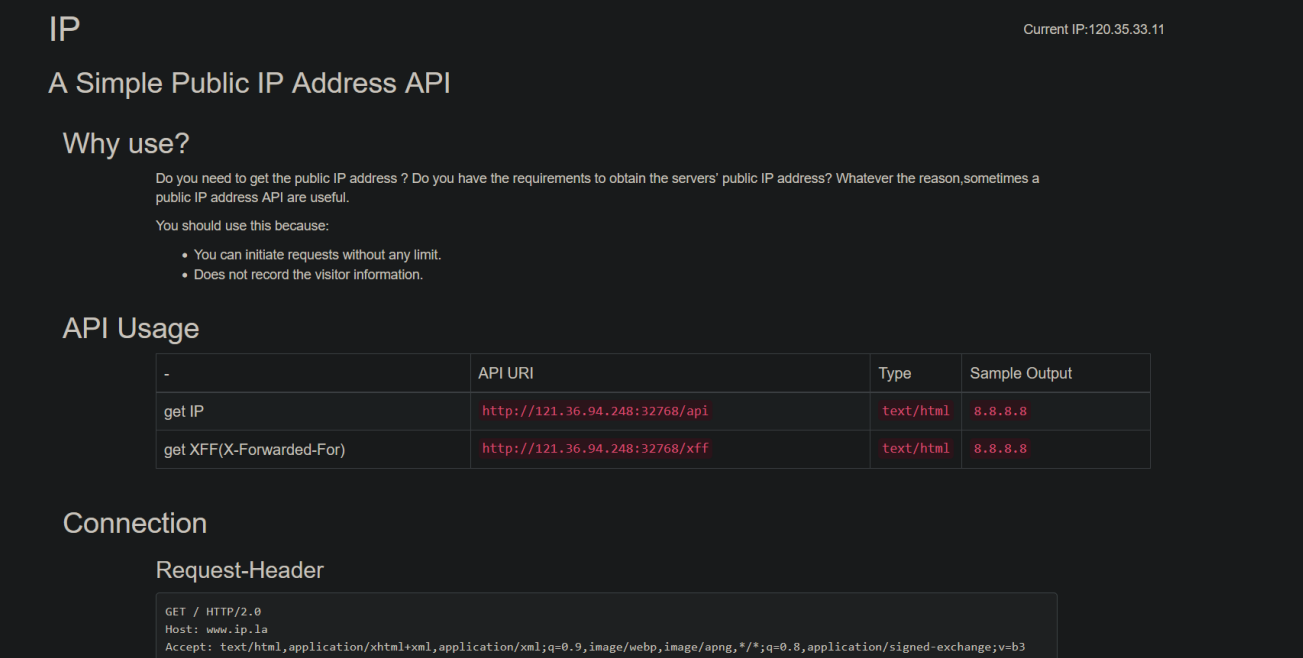 IP
Current IP:120.35.33.11
A Simple Public IP Address API
Why use?
Do you need to get the public IP address ? Do you have the requirements to obtain the servers' public IP address? Whatever the reason,sometimes a
public IP address API are useful.
You should use this because:
• You can initiate requests without any limit.
• Does not record the visitor information.
API Usage
- API URI Type Sample Output
get IP http://121.36.94.248:32768/api text/html 8.8.8.8
get XFF(X-Forwarded-For) http://121.36.94.248:32768/xff text/html 8.8.8.8
Connection
Request-Header
GET / HTTP/2.0
Host: www.ip.la
Accept: text/html,application/xhtml+xml,application/xml;q=0.9,image/webp,image/apng,*/*;q=0.8,application/signed-exchange;v=b3